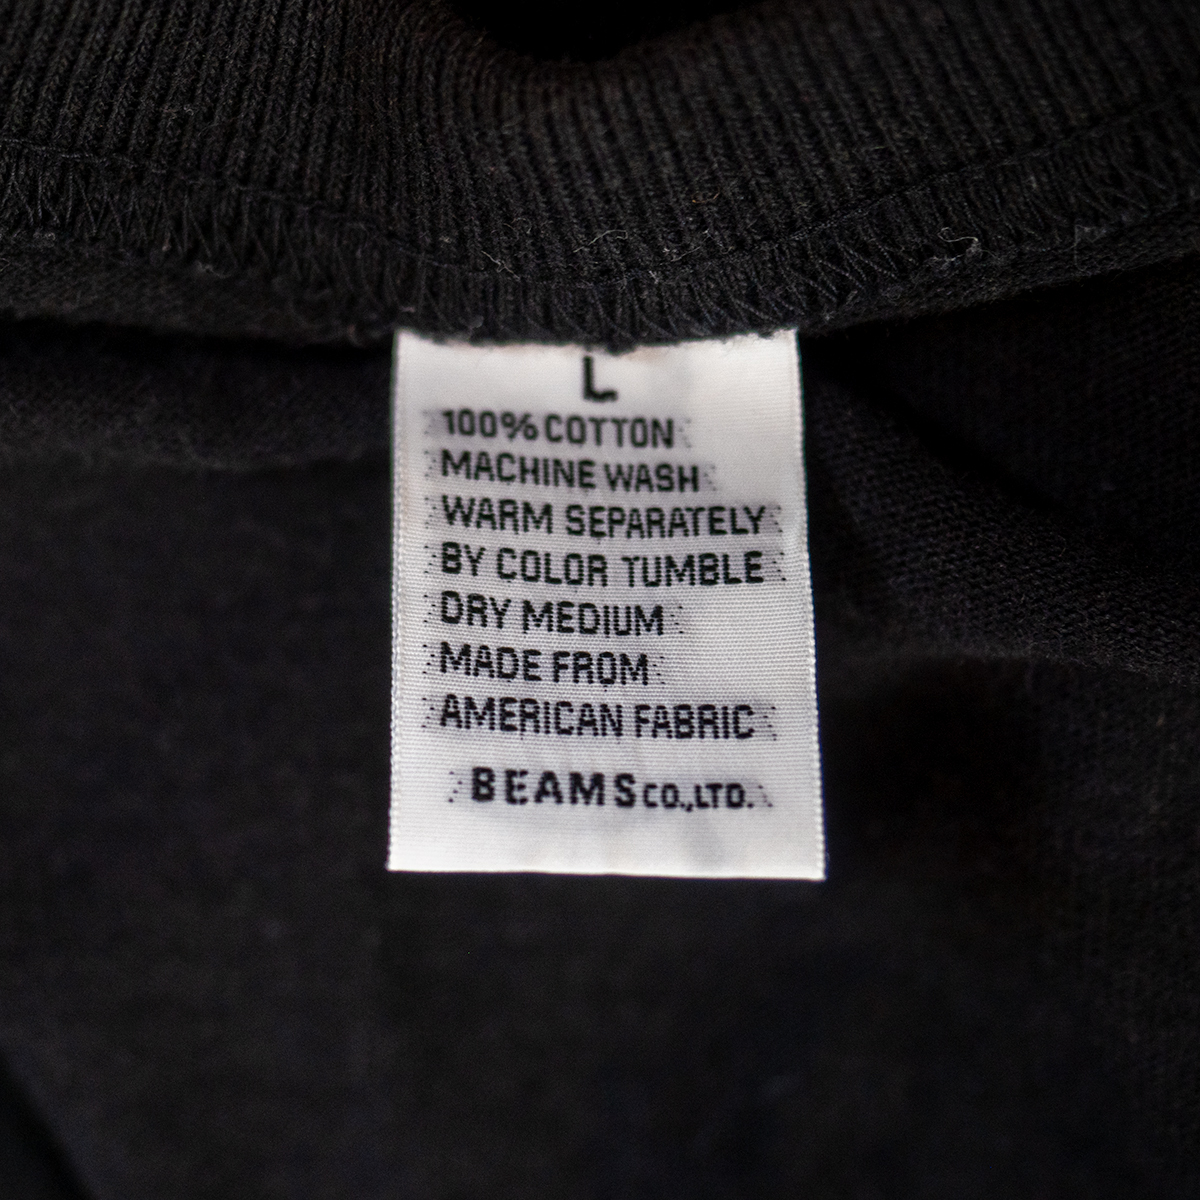 L
100% COTTON
MACHINE WASH
WARM SEPARATELY
BY COLOR TUMBLE
DRY MEDIUM
MADE FROM
AMERICAN FABRIC
BEAMS CO.,LTD.